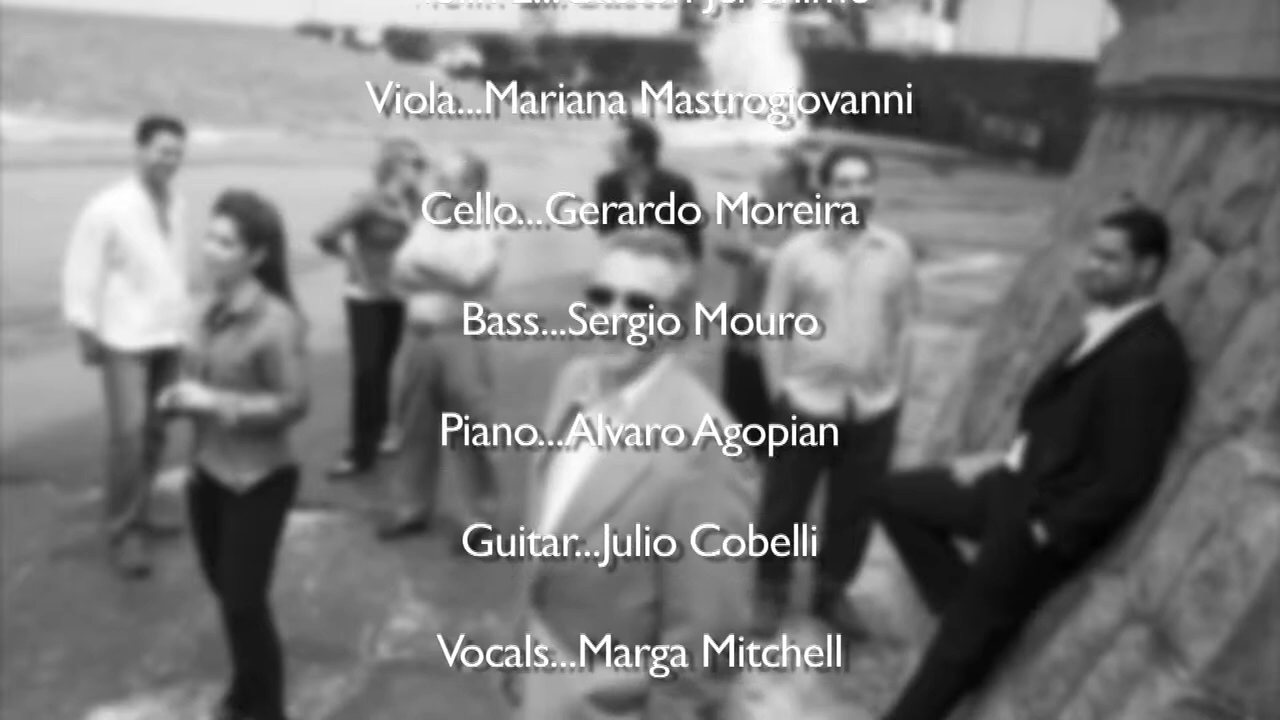 Viola...Mariana Mastrogiovanni
Cello...Gerardo Moreira
Bass...Sergio Mouro
Piano...Alvaro Agopian
Guitar...Julio Cobelli
Vocals...Marga Mitchell